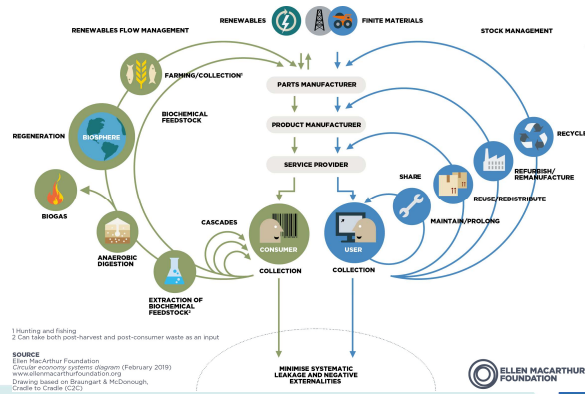 RENEWABLES
FINITE MATERIALS
RENEWABLES FLOW MANAGEMENT
STOCK MANAGEMENT
FARMING/COLLECTION¹
PARTS MANUFACTURER
BIOCHEMICAL
FEEDSTOCK
PRODUCT MANUFACTURER
REGENERATION
BIOSPHERE
RECYCLE
SERVICE PROVIDER
REFURBISH/
REMANUFACTURE
SHARE
REUSE/REDISTRIBUTE
BIOGAS
CASCADES
MAINTAIN/PROLONG
CONSUMER
USER
ANAEROBIC
DIGESTION
COLLECTION
COLLECTION
EXTRACTION OF
BIOCHEMICAL
FEEDSTOCK²
1 Hunting and fishing
2 Can take both post-harvest and post-consumer waste as an input
SOURCE
Ellen MacArthur Foundation
Circular economy systems diagram (February 2019)
www.ellenmacarthurfoundation.org
Drawing based on Braungart & McDonough,
Cradle to Cradle (C2C)
MINIMISE SYSTEMATIC
LEAKAGE AND NEGATIVE
EXTERNALITIES
ELLEN MACARTHUR
FOUNDATION